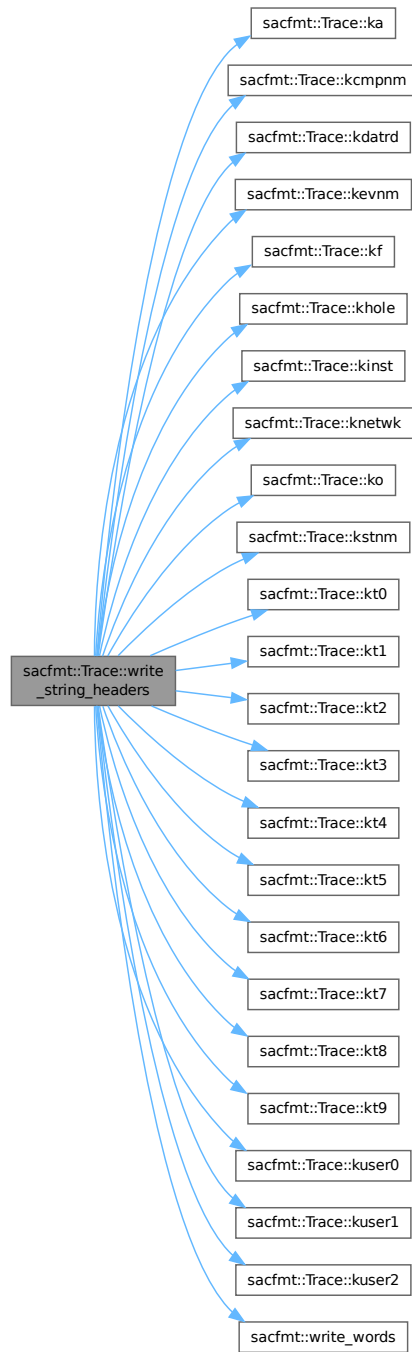 sacfmt::Trace::ka
sacfmt::Trace::kcmpnm
sacfmt::Trace::kdatrd
sacfmt::Trace::kevnm
sacfmt::Trace::kf
sacfmt::Trace::khole
sacfmt::Trace::kinst
sacfmt::Trace::knetwk
sacfmt::Trace::ko
sacfmt::Trace::kstnm
sacfmt::Trace::kt0
sacfmt::Trace::write
_string_headers
sacfmt::Trace::kt1
sacfmt::Trace::kt2
sacfmt::Trace::kt3
sacfmt::Trace::kt4
sacfmt::Trace::kt5
sacfmt::Trace::kt6
sacfmt::Trace::kt7
sacfmt::Trace::kt8
sacfmt::Trace::kt9
sacfmt::Trace::kuser0
sacfmt::Trace::kuser1
sacfmt::Trace::kuser2
sacfmt::write_words